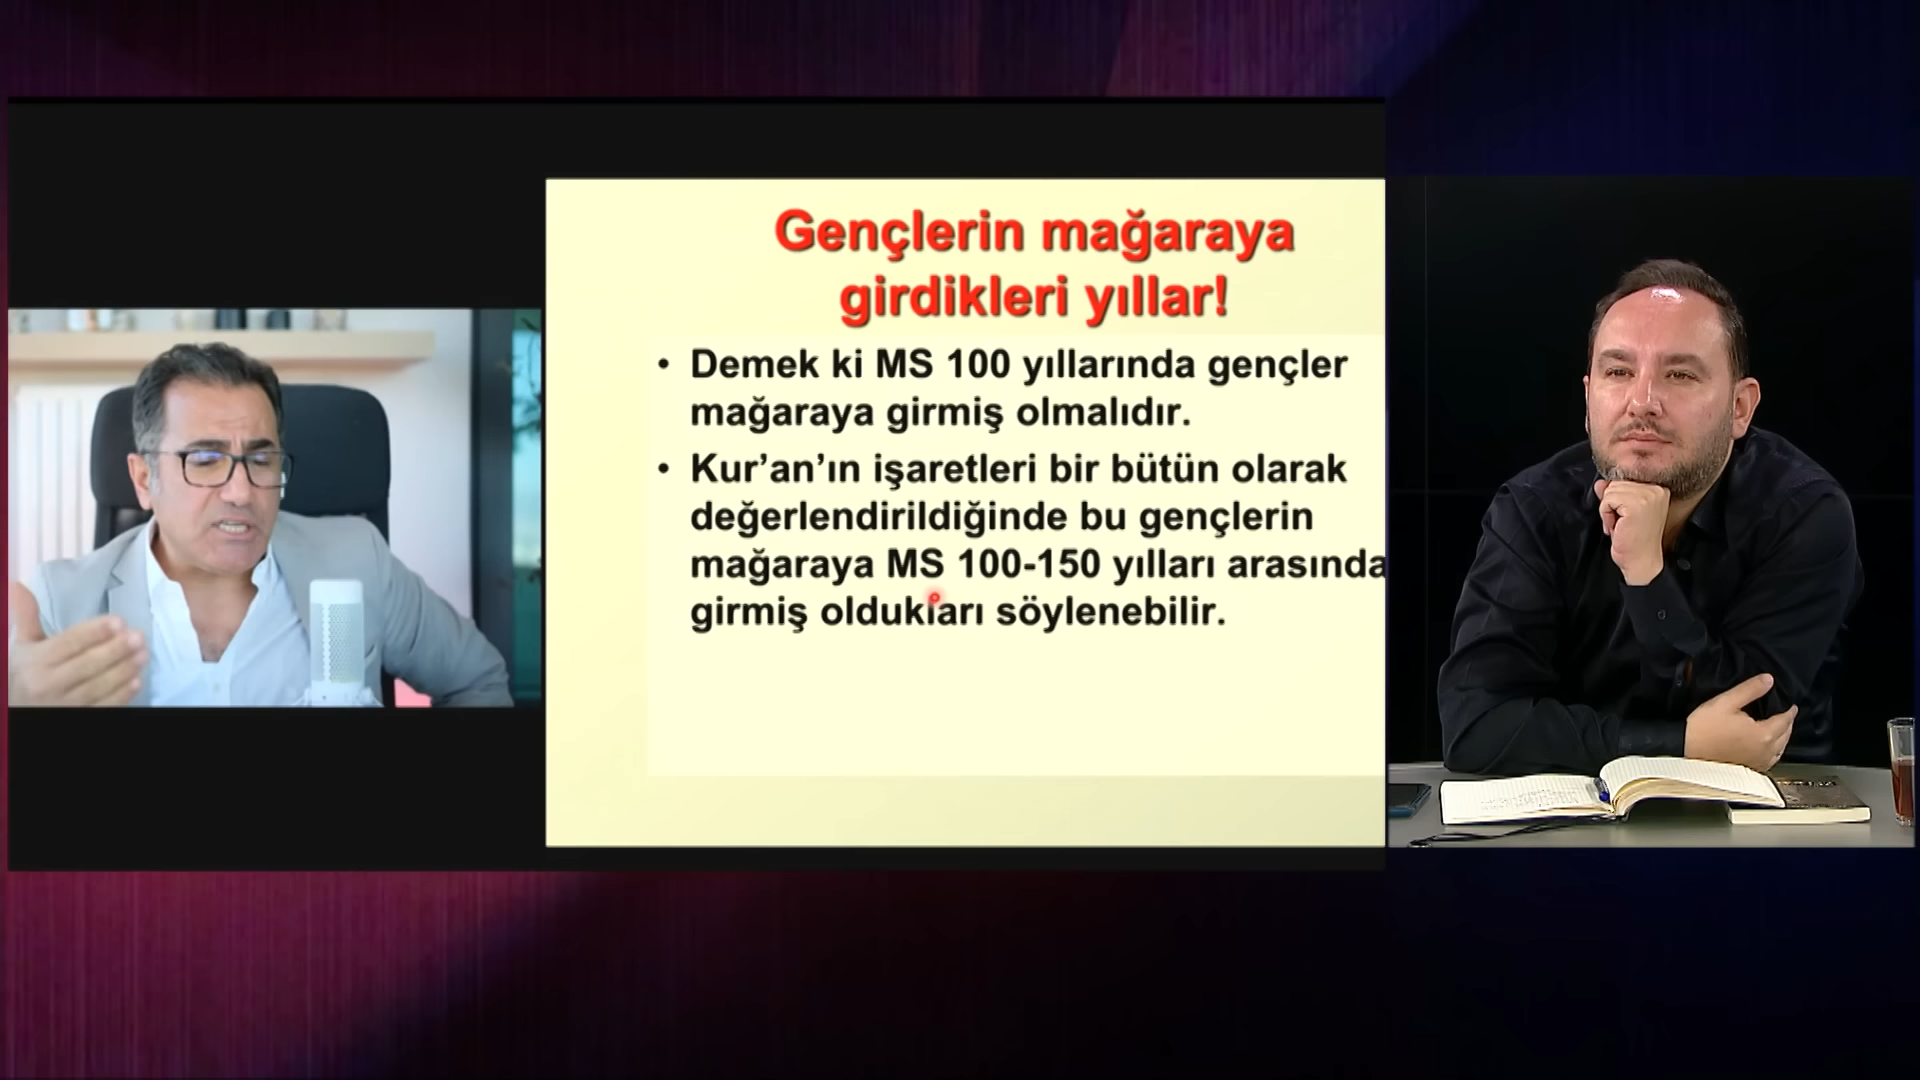 Gençlerin mağaraya
girdikleri yıllar!
• Demek ki MS 100 yıllarında gençler
mağaraya girmiş olmalıdır.
• Kur’an’ın işaretleri bir bütün olarak
değerlendirildiğinde bu gençlerin
mağaraya MS 100-150 yılları arasında
girmiş oldukları söylenebilir.